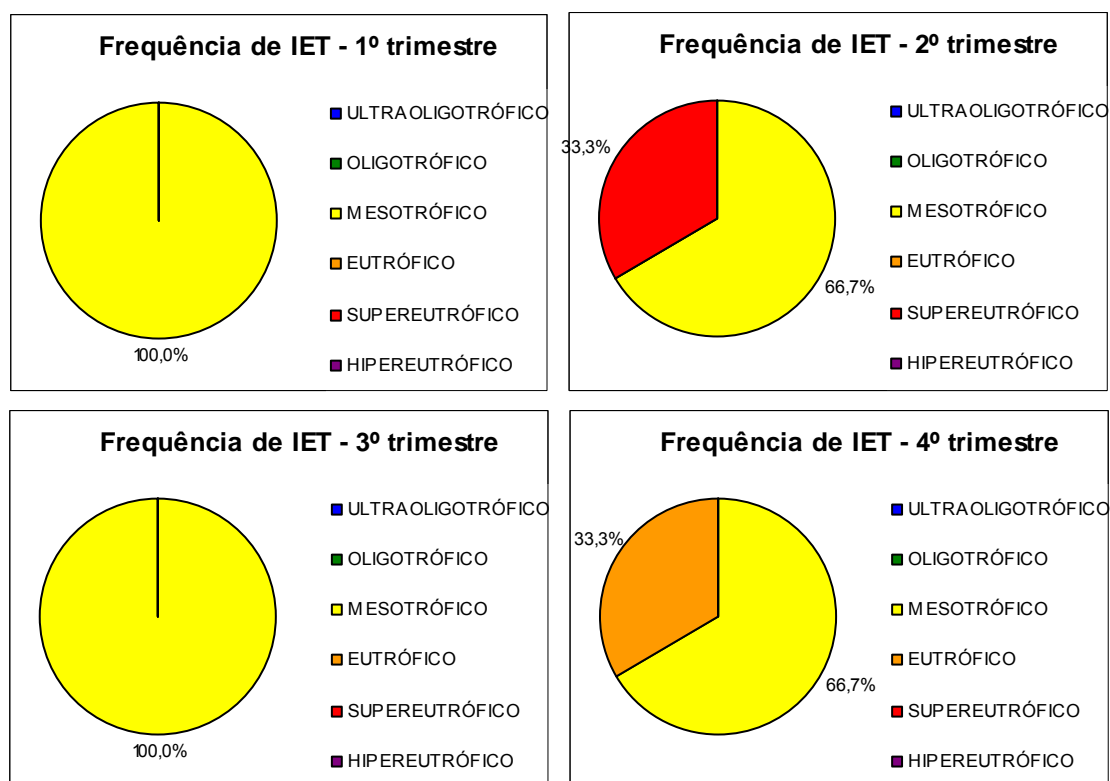 Frequência de IET - 1º trimestre
ULTRAOLIGOTRÓFICO
OLIGOTRÓFICO
MESOTRÓFICO
EUTRÓFICO
SUPEREUTRÓFICO
HIPEREUTRÓFICO
100,0%
Frequência de IET - 2º trimestre
33,3%
66,7%
ULTRAOLIGOTRÓFICO
OLIGOTRÓFICO
MESOTRÓFICO
EUTRÓFICO
SUPEREUTRÓFICO
HIPEREUTRÓFICO
Frequência de IET - 3º trimestre
ULTRAOLIGOTRÓFICO
OLIGOTRÓFICO
MESOTRÓFICO
EUTRÓFICO
SUPEREUTRÓFICO
HIPEREUTRÓFICO
100,0%
Frequência de IET - 4º trimestre
33,3%
66,7%
ULTRAOLIGOTRÓFICO
OLIGOTRÓFICO
MESOTRÓFICO
EUTRÓFICO
SUPEREUTRÓFICO
HIPEREUTRÓFICO